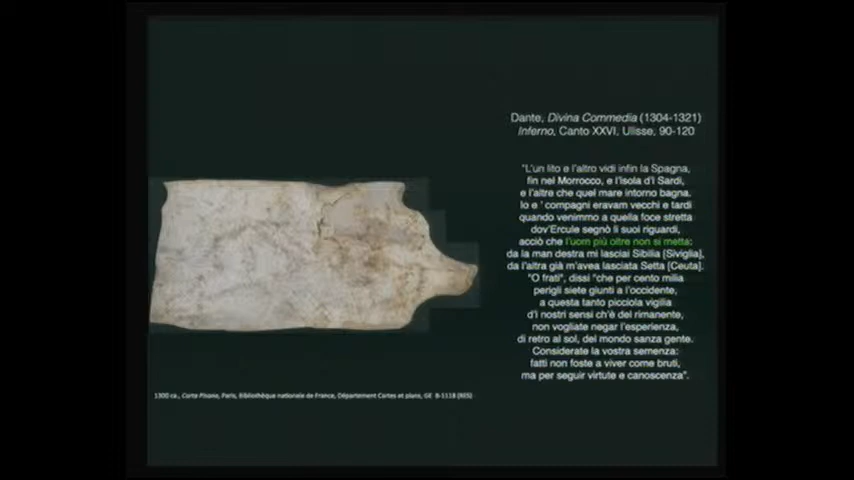 Dante, Divina Commedia (1304-1321)
Inferno, Canto XXVI, Ulisse, 90-120
"L'un lito e l'altro vidi infin la Spagna,
fin nel Morrocco, e l'isola d'i Sardi,
e l'altre che quel mare intorno bagna.
Io e ' compagni eravam vecchi e tardi
quando venimmo a quella foce stretta
dov'Ercule segnò li suoi riguardi,
acciò che l'uom più oltre non si metta:
da la man destra mi lasciai Sibilia [Siviglia],
da l'altra già m'avea lasciata Setta [Ceuta].
"O frati", dissi "che per cento milia
perigli siete giunti a l'occidente,
a questa tanto picciola vigilia
d'i nostri sensi ch'è del rimanente,
non vogliate negar l'esperienza,
di retro al sol, del mondo sanza gente.
Considerate la vostra semenza:
fatti non foste a viver come bruti,
ma per seguir virtute e canoscenza".
1300 ca., Carta Pisana, Paris, Bibliothèque nationale de France, Département Cartes et plans, GE B-1118 (RES)